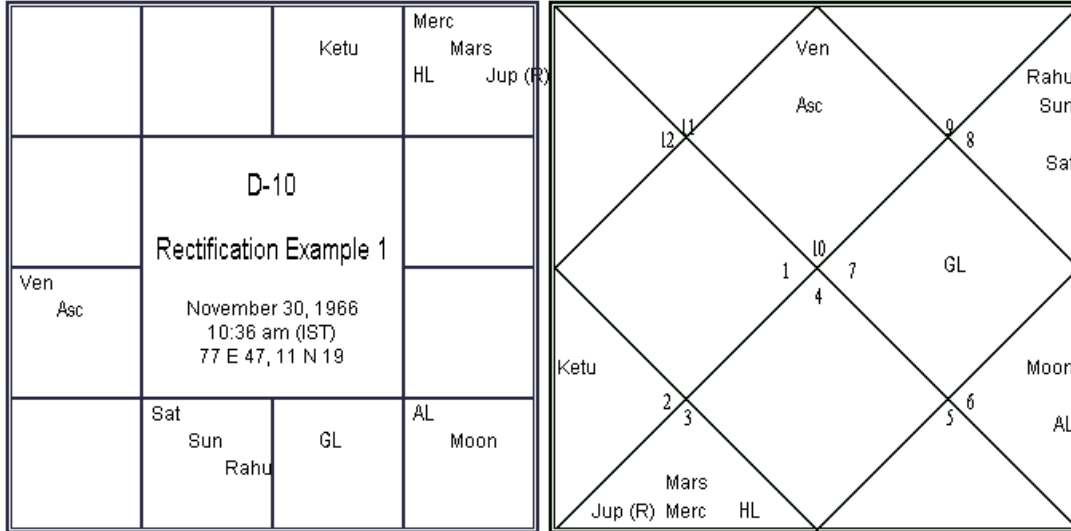 Ketu
Merc
Mars
HL Jup (R)
Ven
Asc
D-10
Rectification Example 1
November 30, 1966
10:36 am (IST)
77 E 47, 11 N 19
Sat
Sun
Rahu
GL
AL
Moon
Ven
Asc
Rahu
Sun
Sat
11
12
9
8
10
1 7
4
GL
Ketu
Moon
AL
2
3
6
5
Mars
Jup (R) Merc HL